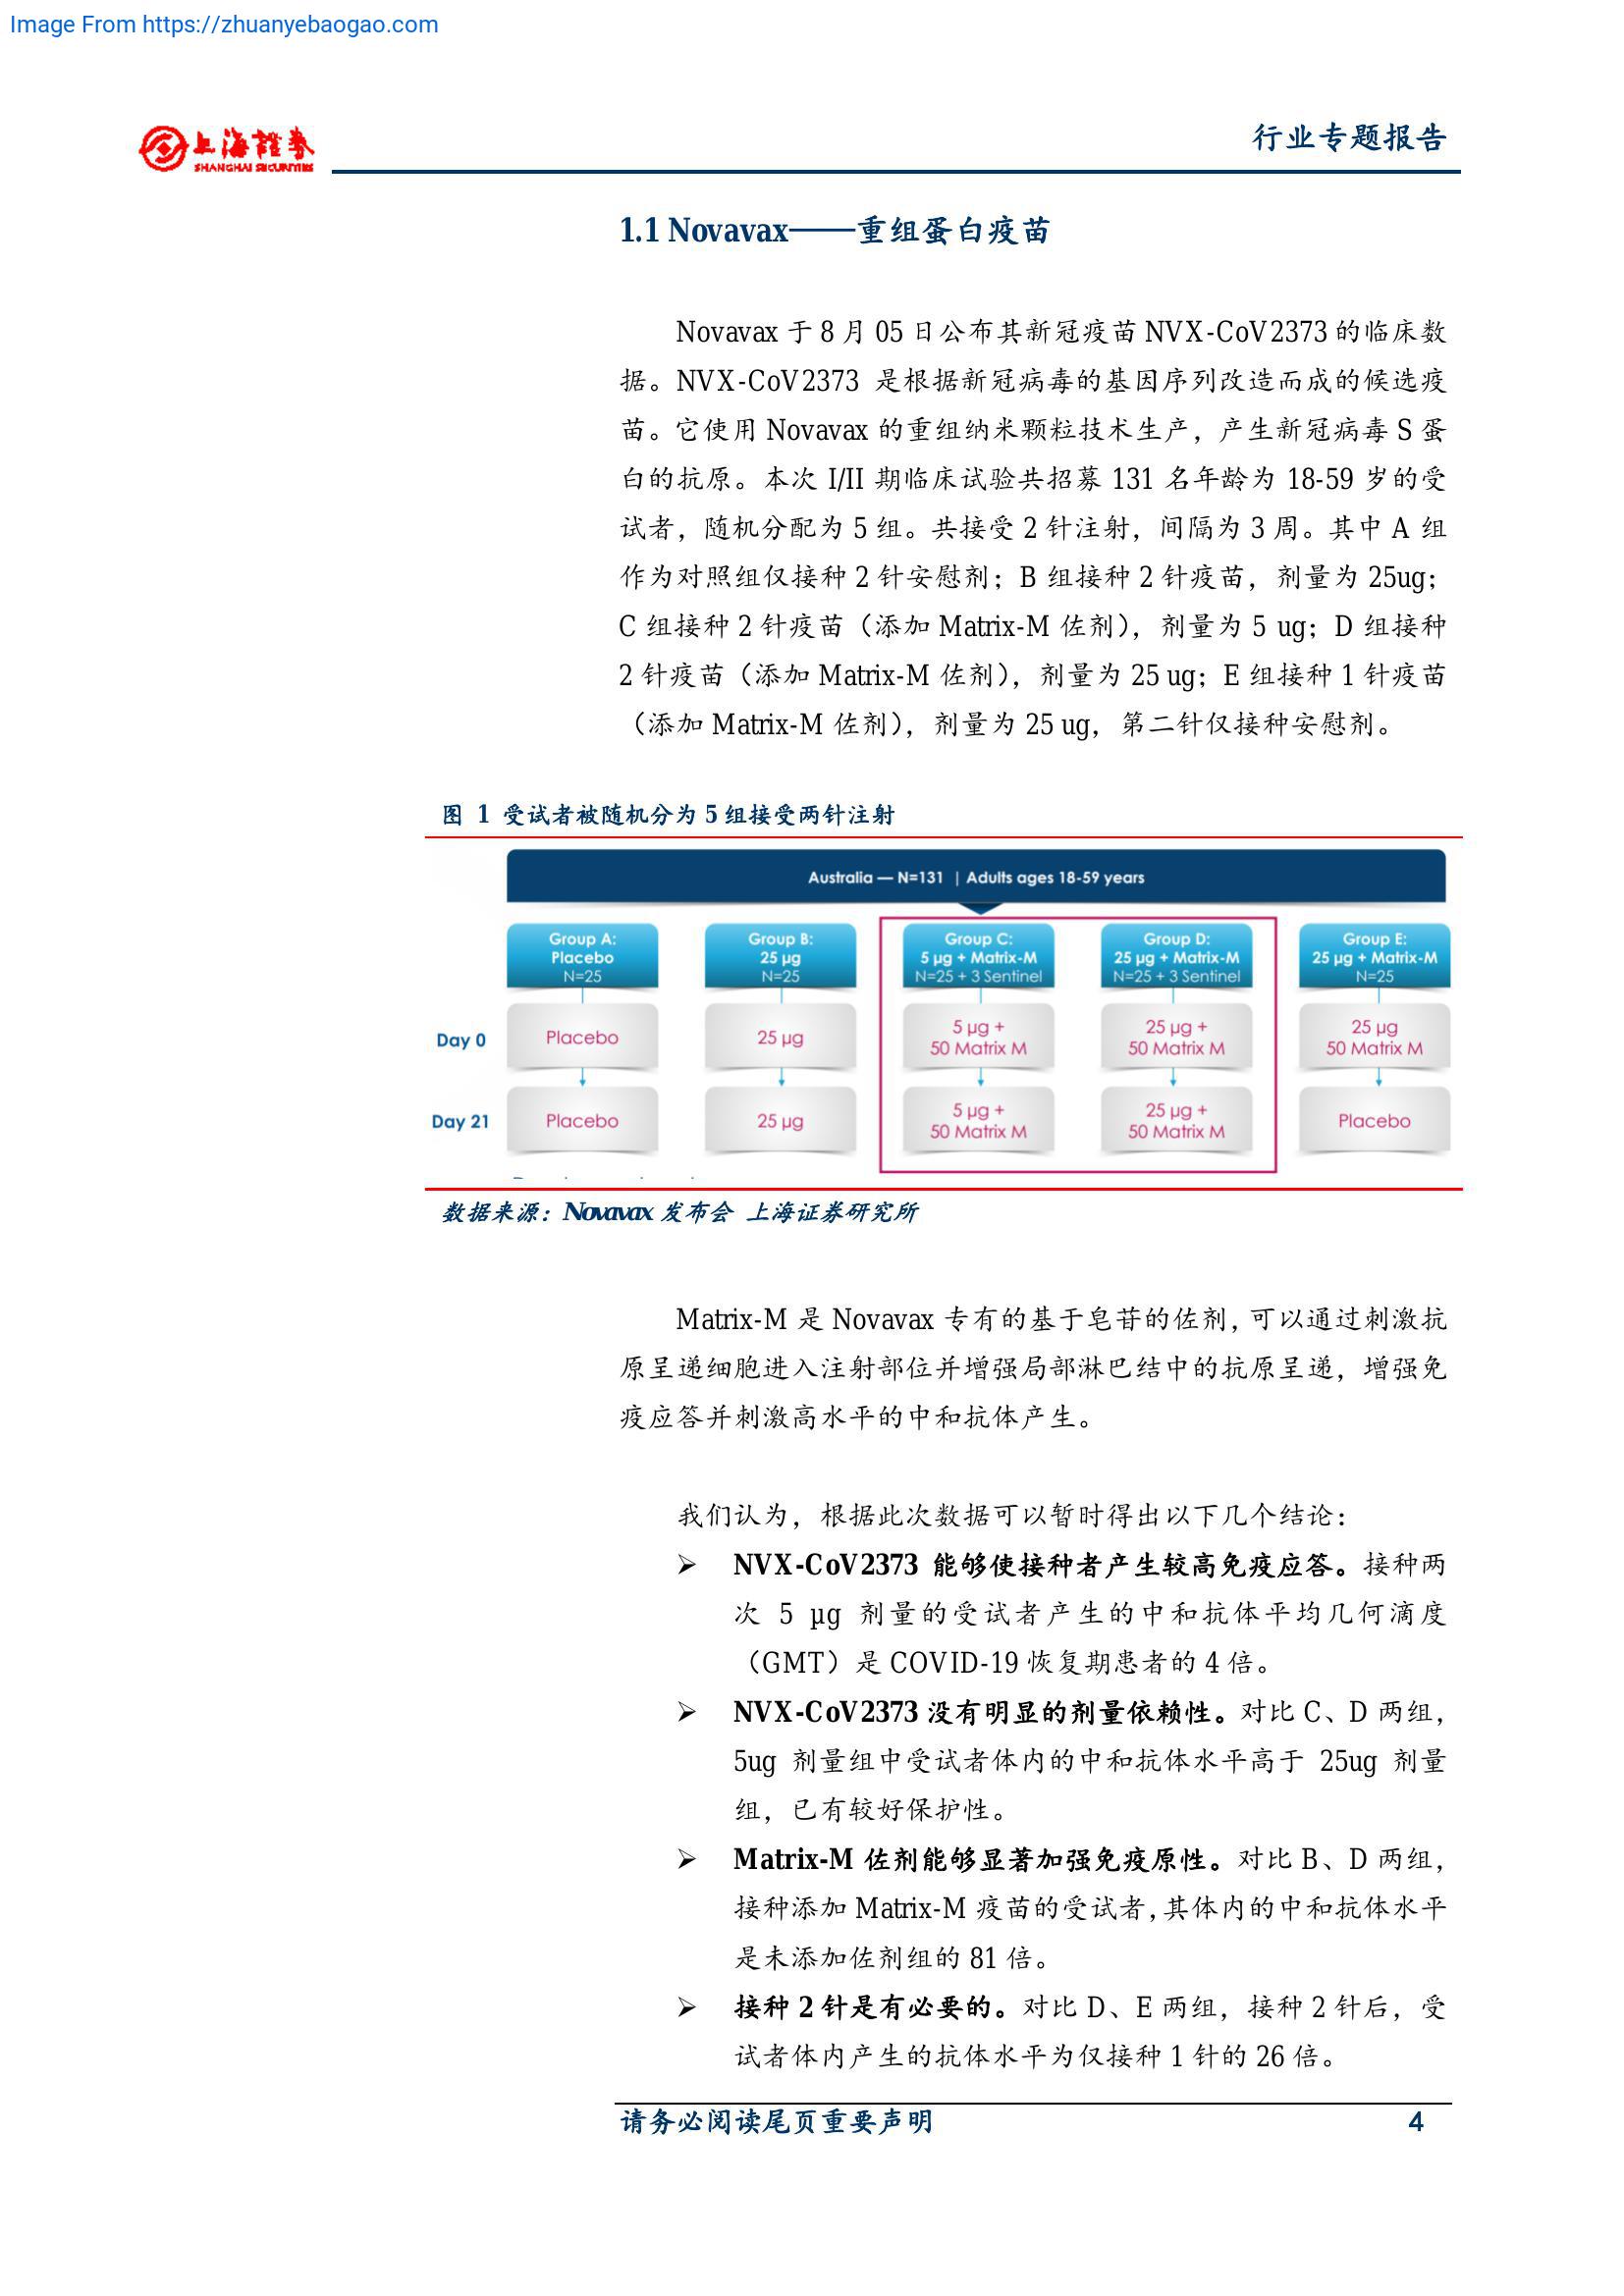 Image From https://zhuanyebaogao.com
上海證券
SHANGHAI SECURITIES
行业专题报告
1.1 Novavax——重组蛋白疫苗
Novavax 于 8 月 05 日公布其新冠疫苗 NVX-CoV2373 的临床数
据。NVX-CoV2373 是根据新冠病毒的基因序列改造而成的候选疫
苗。它使用 Novavax 的重组纳米颗粒技术生产，产生新冠病毒 S 蛋
白的抗原。本次 I/II 期临床试验共招募 131 名年龄为 18-59 岁的受
试者，随机分配为 5 组。共接受 2 针注射，间隔为 3 周。其中 A 组
作为对照组仅接种 2 针安慰剂；B 组接种 2 针疫苗，剂量为 25ug；
C 组接种 2 针疫苗（添加 Matrix-M 佐剂），剂量为 5 ug；D 组接种
2 针疫苗（添加 Matrix-M 佐剂），剂量为 25 ug；E 组接种 1 针疫苗
（添加 Matrix-M 佐剂），剂量为 25 ug，第二针仅接种安慰剂。
图 1 受试者被随机分为 5 组接受两针注射
Australia — N=131 | Adults ages 18-59 years
Group A: Group B: Group C: Group D: Group E:
Placebo 25 µg 5 µg + Matrix-M 25 µg + Matrix-M 25 µg + Matrix-M
N=25 N=25 N=25 + 3 Sentinel N=25 + 3 Sentinel N=25
Day 0 Placebo 25 µg 5 µg + 50 Matrix M 25 µg + 50 Matrix M 25 µg 50 Matrix M
Day 21 Placebo 25 µg 5 µg + 50 Matrix M 25 µg + 50 Matrix M Placebo
数据来源：Novavax 发布会 上海证券研究所
Matrix-M 是 Novavax 专有的基于皂苷的佐剂，可以通过刺激抗
原呈递细胞进入注射部位并增强局部淋巴结中的抗原呈递，增强免
疫应答并刺激高水平的中和抗体产生。
我们认为，根据此次数据可以暂时得出以下几个结论：
➢ NVX-CoV2373 能够使接种者产生较高免疫应答。接种两
次 5 µg 剂量的受试者产生的中和抗体平均几何滴度
（GMT）是 COVID-19 恢复期患者的 4 倍。
➢ NVX-CoV2373 没有明显的剂量依赖性。对比 C、D 两组，
5ug 剂量组中受试者体内的中和抗体水平高于 25ug 剂量
组，已有较好保护性。
➢ Matrix-M 佐剂能够显著加强免疫原性。对比 B、D 两组，
接种添加 Matrix-M 疫苗的受试者，其体内的中和抗体水平
是未添加佐剂组的 81 倍。
➢ 接种 2 针是有必要的。对比 D、E 两组，接种 2 针后，受
试者体内产生的抗体水平为仅接种 1 针的 26 倍。
请务必阅读尾页重要声明 4